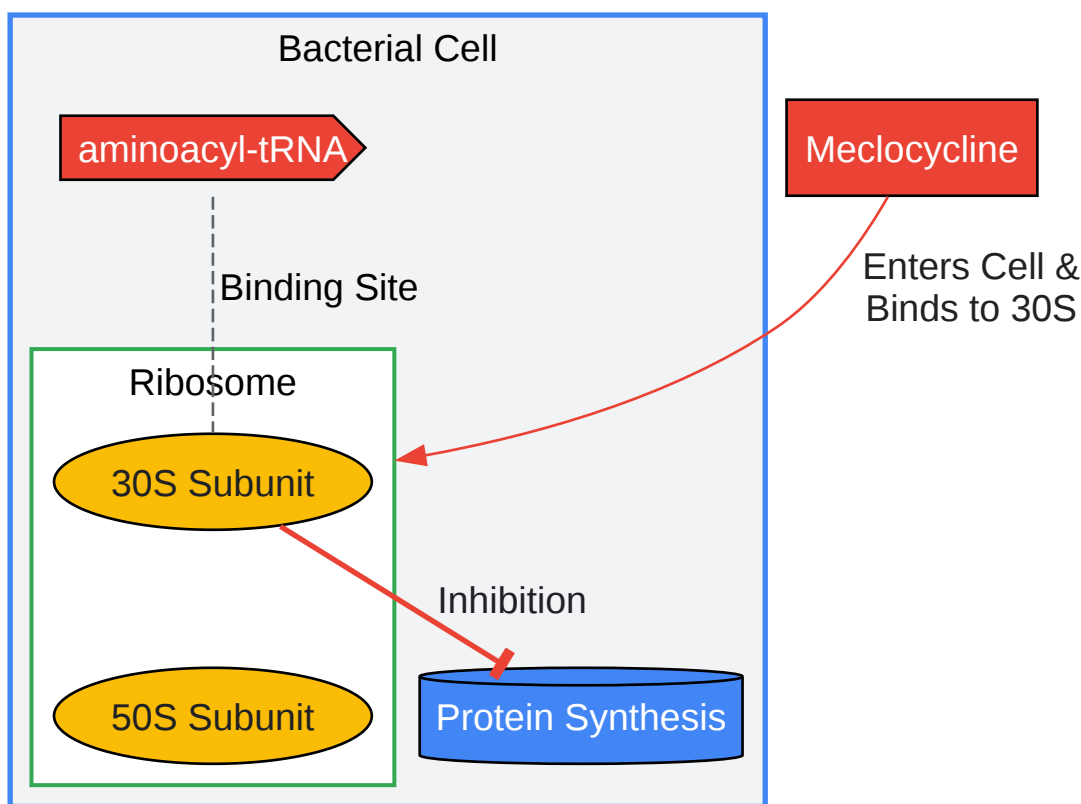 Bacterial Cell
aminoacyl-tRNA
Meclocycline
Enters Cell &
Binds to 30S
Binding Site
Ribosome
30S Subunit
Inhibition
50S Subunit
Protein Synthesis